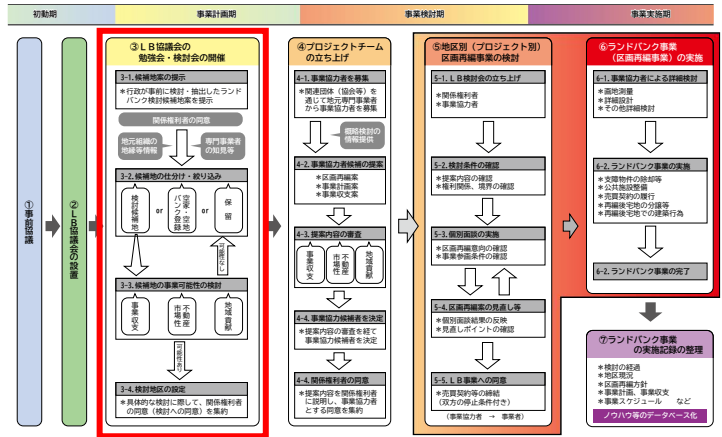 初動期
事業計画期
事業検討期
事業実施期
①事前協議
②ＬＢ協議会の設置
③ＬＢ協議会の
勉強会・検討会の開催
3-1. 候補地案の提示
＊行政が事前に検討・抽出したランド
バンク検討候補地案を提示
関係権利者の同意
地元組織の
地縁等情報
専門事業者
の知見等
3-2. 候補地の仕分け・絞り込み
検討候補地
or
空家・空地
バンク登録
or
保留
可能性なし
3-3. 候補地の事業可能性の検討
事業収支
不動産
市場性
地域貢献
可能性あり
3-4. 検討地区の設定
＊具体的な検討に際して、関係権利者
の同意（検討への同意）を集約
④プロジェクトチーム
の立ち上げ
4-1. 事業協力者を募集
＊関連団体（協会等）を
通じて地元専門事業者
から事業協力者を募集
概略検討の
情報提供
4-2. 事業協力者候補の提案
＊区画再編案
＊事業計画案
＊事業収支案
4-3. 提案内容の審査
事業収支
不動産
市場性
地域貢献
4-4. 事業協力候補者を決定
＊提案内容の審査を経て
事業協力候補者を決定
4-4. 関係権利者の同意
＊提案内容を関係権利者
に説明し、事業協力者
とする同意を集約
⑤地区別（プロジェクト別）
区画再編事業の検討
5-1. ＬＢ検討会の立ち上げ
＊関係権利者
＊事業協力者
5-2. 検討条件の確認
＊提案内容の確認
＊権利関係、境界の確認
5-3. 個別面談の実施
＊区画再編意向の確認
＊事業参画条件の確認
5-4. 区画再編案の見直し等
＊個別面談結果の反映
＊見直しポイントの確認
5-5. ＬＢ事業への同意
＊売買契約等の締結
（双方の停止条件付き）
（事業協力者 → 事業者）
⑥ランドバンク事業
（区画再編事業）の実施
6-1. 事業協力者による詳細検討
＊画地測量
＊詳細設計
＊その他詳細検討
6-2. ランドバンク事業の実施
＊支障物件の除却等
＊公共施設整備
＊売買契約の履行
＊再編後宅地の分譲等
＊再編後宅地での建築行為
6-2. ランドバンク事業の完了
⑦ランドバンク事業
の実施記録の整理
＊検討の経過
＊地区現況
＊区画再編方針
＊事業計画、事業収支
＊事業スケジュール など
ノウハウ等のデータベース化